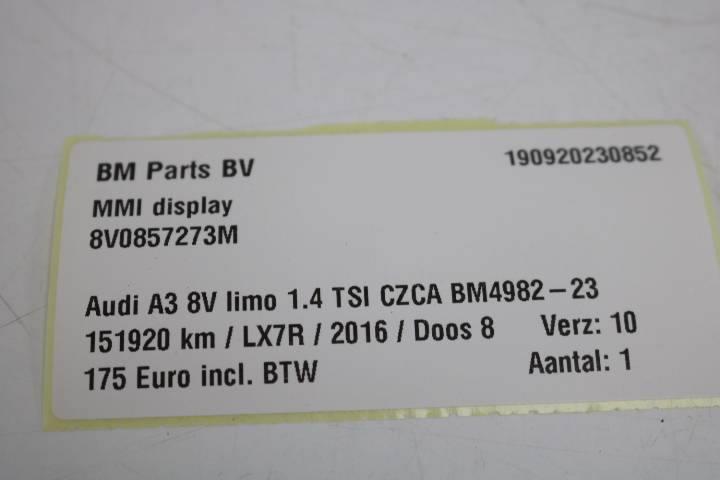 BM Parts BV 190920230852
MMI display
8V0857273M
Audi A3 8V limo 1.4 TSI CZCA BM4982-23
151920 km / LX7R / 2016 / Doos 8 Verz: 10
175 Euro incl. BTW Aantal: 1